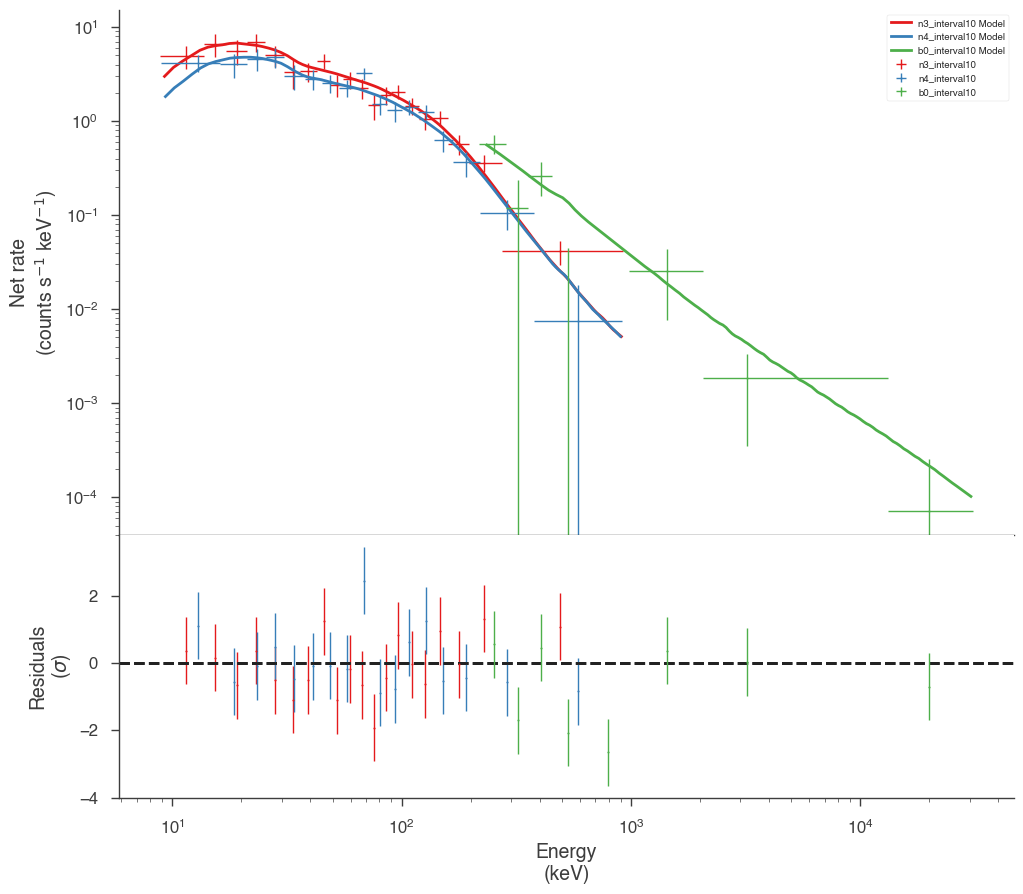 n3_interval10 Model
n4_interval10 Model
b0_interval10 Model
n3_interval10
n4_interval10
b0_interval10
Net rate
(counts s⁻¹ keV⁻¹)
10¹
10⁰
10⁻¹
10⁻²
10⁻³
10⁻⁴
Residuals
(σ)
2
0
−2
−4
10¹ 10² 10³ 10⁴
Energy
(keV)